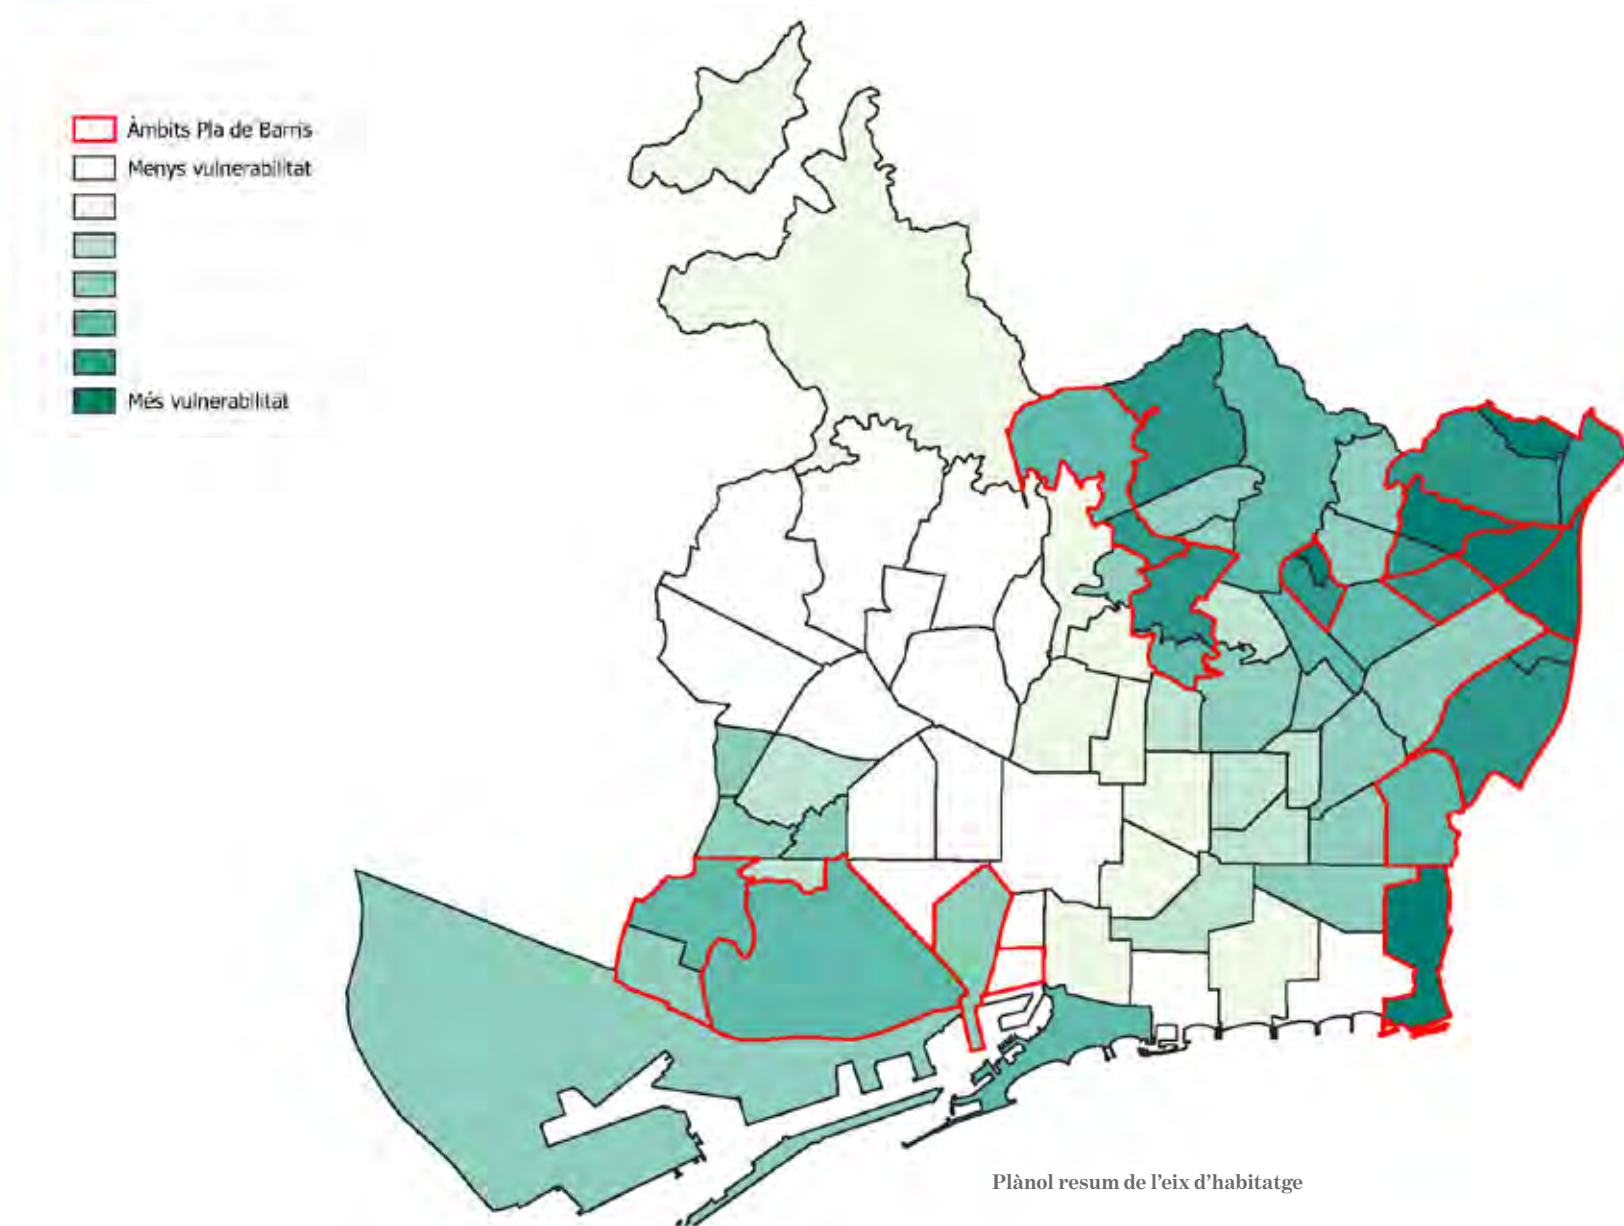 Àmbits Pla de Barris
Menys vulnerabilitat
Més vulnerabilitat
Plànol resum de l'eix d'habitatge